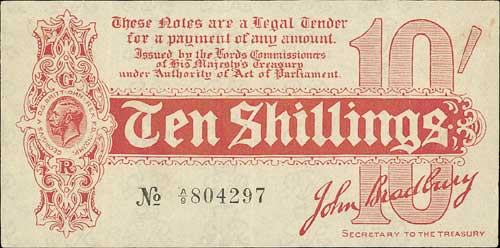 These Notes are a Legal Tender
for a payment of any amount.
Issued by the Lords Commissioners
of His Majesty's Treasury
under Authority of Act of Parliament.
10/
G
R
Ten Shillings
No A/9 804297
John Bradbury
SECRETARY TO THE TREASURY